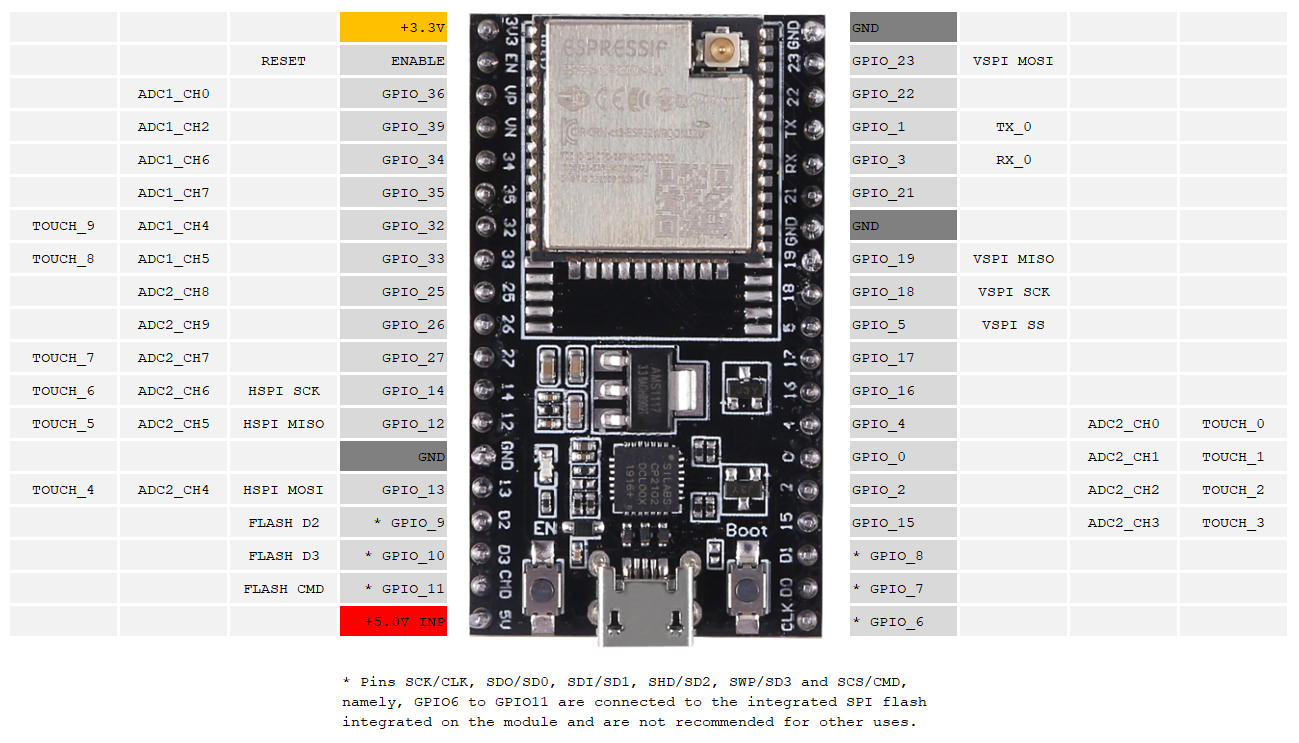 +3.3V 3V3 GND GND
RESET ENABLE EN 23 GPIO_23 VSPI MOSI
ADC1_CH0 GPIO_36 VP 22 GPIO_22
ADC1_CH2 GPIO_39 VN TX GPIO_1 TX_0
ADC1_CH6 GPIO_34 34 RX GPIO_3 RX_0
ADC1_CH7 GPIO_35 35 21 GPIO_21
TOUCH_9 ADC1_CH4 GPIO_32 32 GND GND
TOUCH_8 ADC1_CH5 GPIO_33 33 19 GPIO_19 VSPI MISO
ADC2_CH8 GPIO_25 25 18 GPIO_18 VSPI SCK
ADC2_CH9 GPIO_26 26 5 GPIO_5 VSPI SS
TOUCH_7 ADC2_CH7 GPIO_27 27 17 GPIO_17
TOUCH_6 ADC2_CH6 HSPI SCK GPIO_14 14 16 GPIO_16
TOUCH_5 ADC2_CH5 HSPI MISO GPIO_12 12 4 GPIO_4 ADC2_CH0 TOUCH_0
GND GND 0 GPIO_0 ADC2_CH1 TOUCH_1
TOUCH_4 ADC2_CH4 HSPI MOSI GPIO_13 13 2 GPIO_2 ADC2_CH2 TOUCH_2
FLASH D2 * GPIO_9 D2 15 GPIO_15 ADC2_CH3 TOUCH_3
FLASH D3 * GPIO_10 D3 D1 * GPIO_8
FLASH CMD * GPIO_11 CMD D0 * GPIO_7
+5.0V INP 5V CLK * GPIO_6
ESPRESSIF
AMS1117
SILABS
CP2102
DCL00X
1916+
EN
Boot
* Pins SCK/CLK, SDO/SD0, SDI/SD1, SHD/SD2, SWP/SD3 and SCS/CMD,
namely, GPIO6 to GPIO11 are connected to the integrated SPI flash
integrated on the module and are not recommended for other uses.